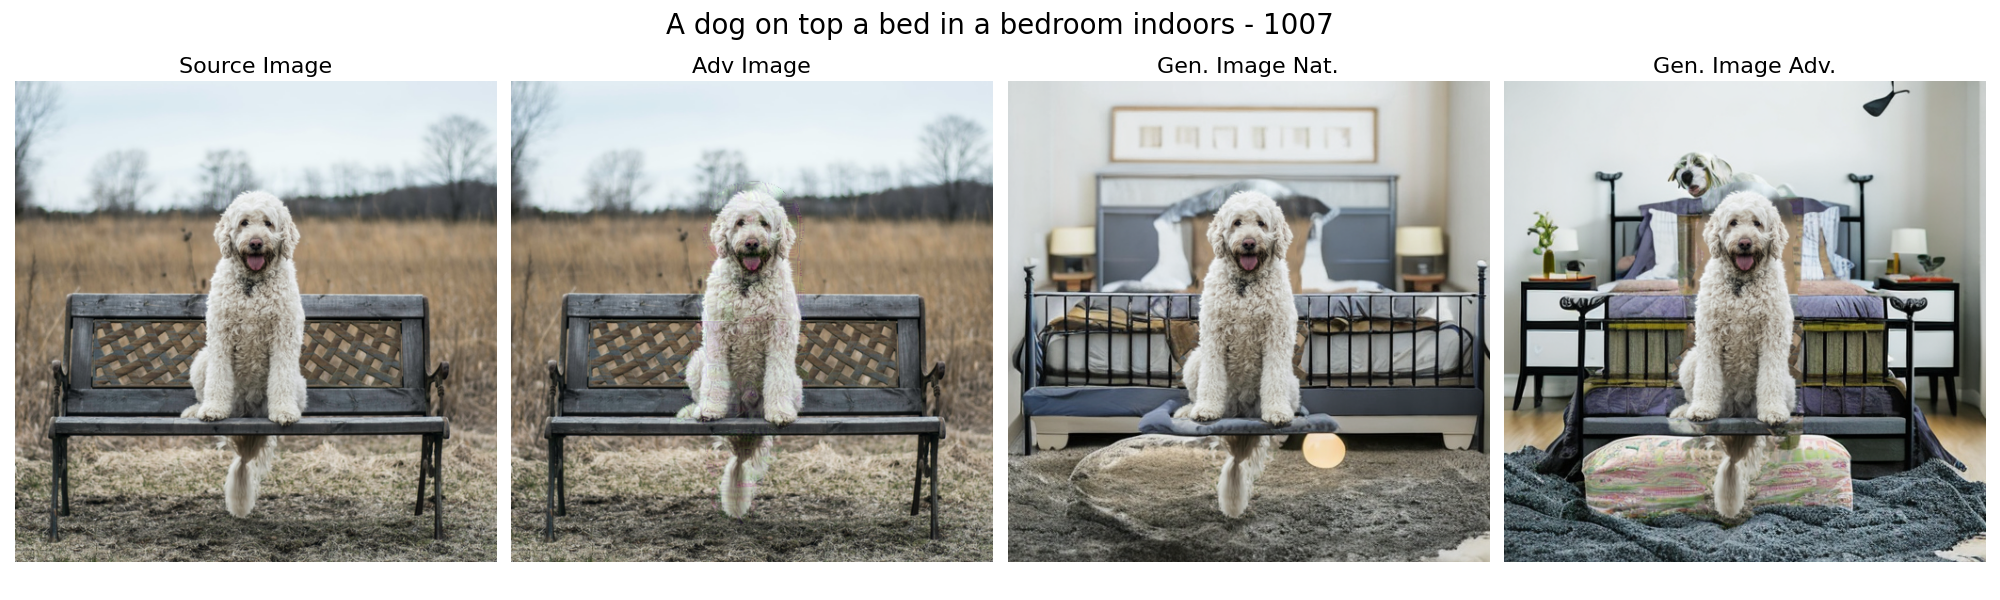 A dog on top a bed in a bedroom indoors - 1007
Source Image
Adv Image
Gen. Image Nat.
Gen. Image Adv.